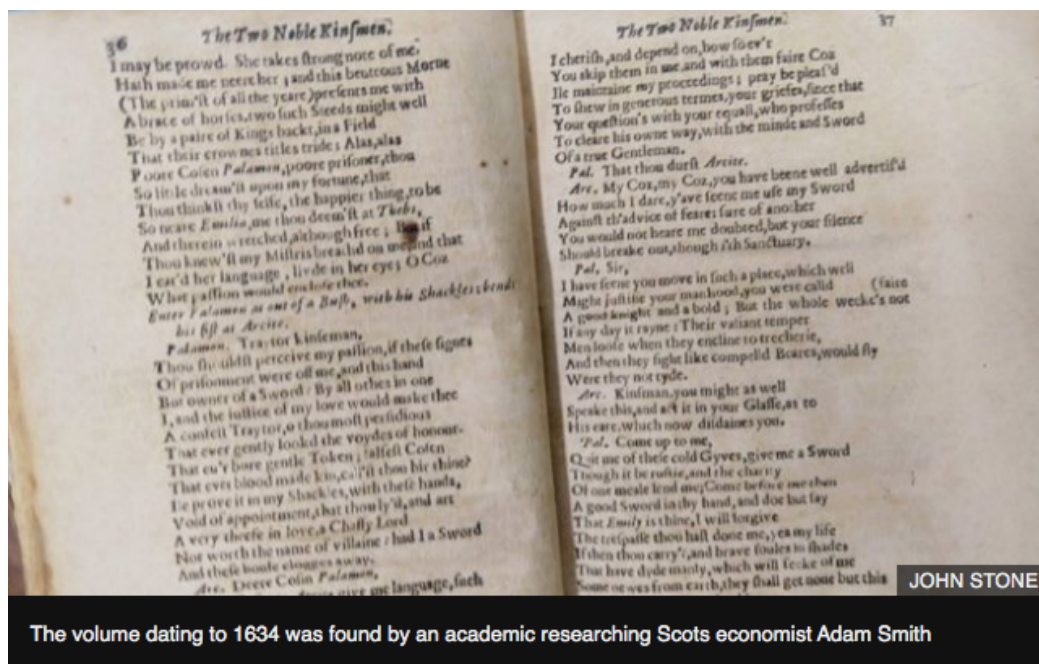 36 The Two Noble Kinſmen.
I may be prowd. She takes ſtrong note of me,
Hath made me neere her; and this beuteous Morne
(The prim'ſt of all the yeare) preſents me with
A brace of horſes, two ſuch Steeds might well
Be by a paire of Kings backt, in a Field
That their crownes titles tride: Alas, alas
Poore Coſen Palamon, poore priſoner, thou
So little dream'ſt upon my fortune, that
Thou thinkſt thy ſelfe, the happier thing, to be
So neare Emilia, me thou deem'ſt at Thebs,
And therein wretched, although free; But if
Thou knew'ſt my Miſtris breathd on me, and that
I ear'd her language, livde in her eye; O Coz
What paſſion would encloſe thee.
Enter Palamon as out of a Buſh, with his Shackles: bends
his fiſt at Arcite.
Palamon. Traytor kinſeman,
Thou ſhouldſt perceive my paſſion, if theſe ſignes
Of priſonment were off me, and this hand
But owner of a Sword: By all othes in one
I, and the iuſtice of my love would make thee
A confeſt Traytor, o thou moſt perfidious
That ever gently lookd the voydes of honour.
That eu'r bore gentle Token; falſeſt Coſen
That ever blood made kin, call'ſt thou hir thine?
Ile prove it in my Shackles, with theſe hands,
Void of appointment, that thou ly'ſt, and art
A very theefe in love, a Chaffy Lord
Nor worth the name of villaine: had I a Sword
And theſe houſe clogges away.
Arc. Deere Coſin Palamon,
give me language, ſuch
The Two Noble Kinſmen. 37
I cheriſh, and depend on, how ſo ev'r
You skip them in me, and with them faire Coz
Ile maintaine my proceedings; pray be pleaſ'd
To ſhew in generous termes, your griefes, ſince that
Your queſtion's with your equall, who profeſſes
To cleare his owne way, with the minde and Sword
Of a true Gentleman.
Pal. That thou durſt Arcite.
Arc. My Coz, my Coz, you have beene well advertiſ'd
How much I dare, y'ave ſeene me uſe my Sword
Againſt th'advice of feare: ſure of another
You would not heare me doubted, but your ſilence
Should breake out, though i'th Sanctuary.
Pal. Sir,
I have ſeene you move in ſuch a place, which well
Might juſtifie your manhood, you were calld (faire
A good knight and a bold; But the whole weeke's not
If any day it rayne: Their valiant temper
Men looſe when they encline to trecherie,
And then they fight like compelld Beares, would fly
Were they not tyde.
Arc. Kinſman, you might as well
Speake this, and act it in your Glaſſe, as to
His eare, which now diſdaines you.
Pal. Come up to me,
Quit me of theſe cold Gyves, give me a Sword
Though it be ruſtie, and the charity
Of one meale lend me; Come before me then
A good Sword in thy hand, and doe but ſay
That Emily is thine, I will forgive
The treſpaſſe thou haſt done me, yea my life
If then thou carry't, and brave ſoules in ſhades
That have dyde manly, which will ſeeke of me
Some newes from earth, they ſhall get none but this
JOHN STONE
The volume dating to 1634 was found by an academic researching Scots economist Adam Smith